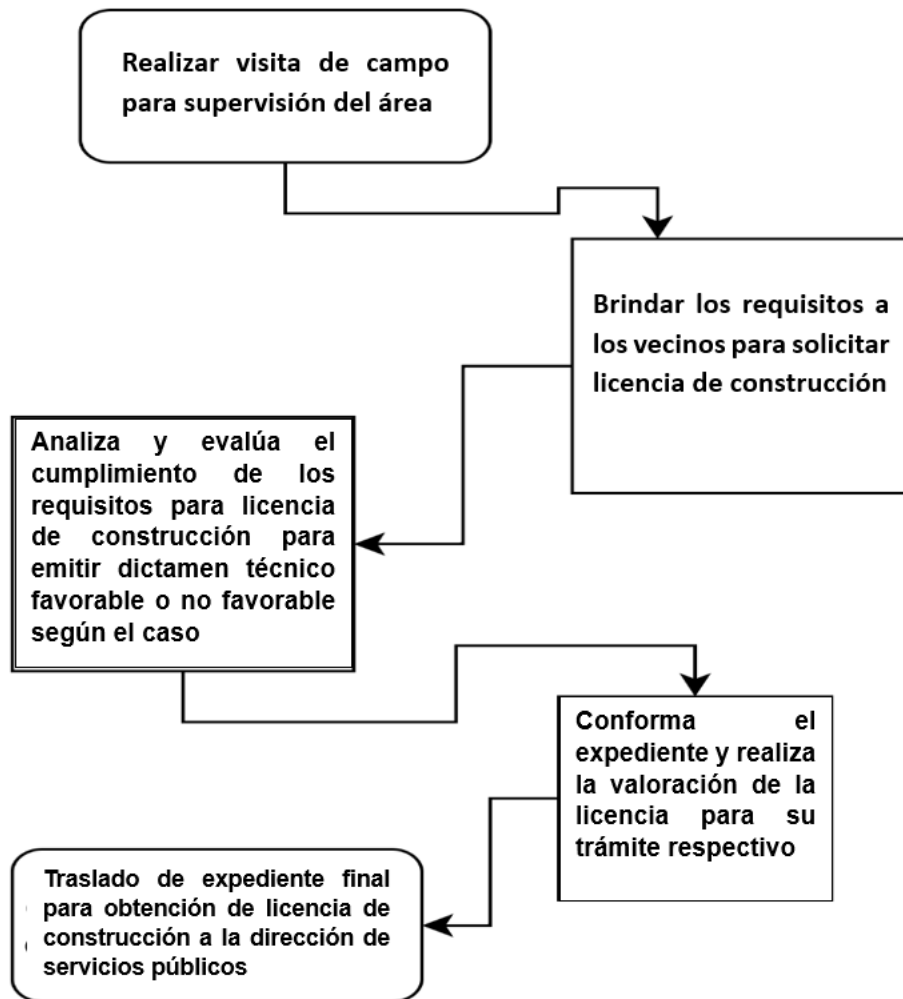 Realizar visita de campo
para supervisión del área
Brindar los requisitos a
los vecinos para solicitar
licencia de construcción
Analiza y evalúa el
cumplimiento de los
requisitos para licencia
de construcción para
emitir dictamen técnico
favorable o no favorable
según el caso
Conforma el
expediente y realiza
la valoración de la
licencia para su
trámite respectivo
Traslado de expediente final
para obtención de licencia de
construcción a la dirección de
servicios públicos